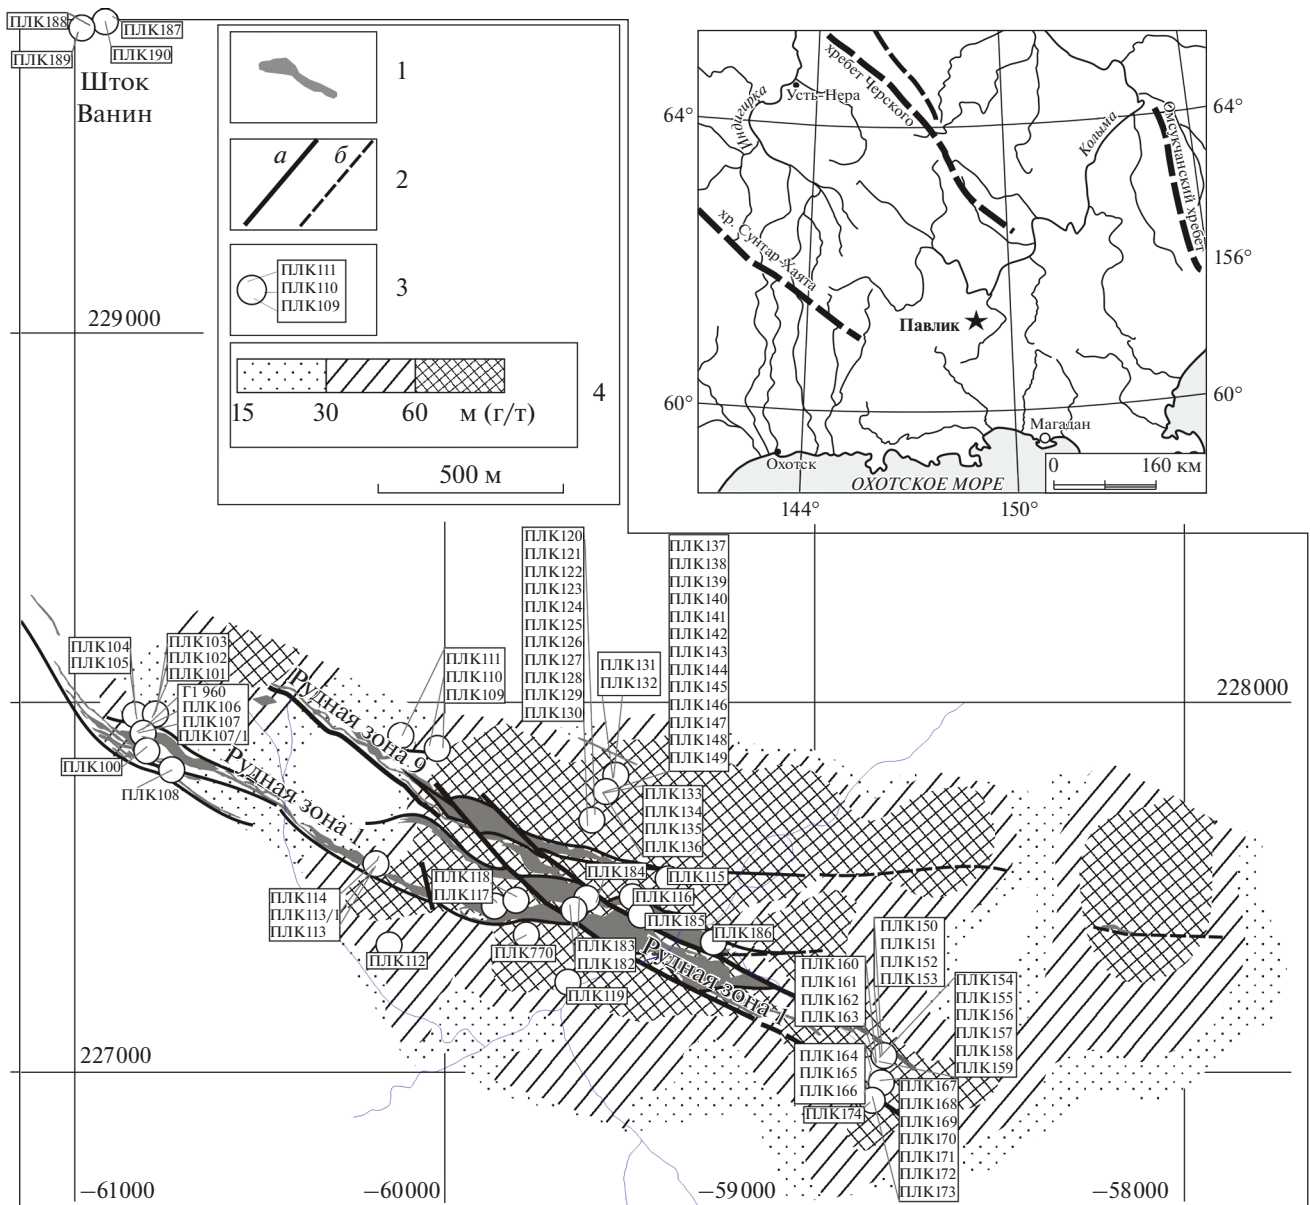 ПЛК188
ПЛК187
ПЛК189
ПЛК190
Шток
Ванин
1
а
б
2
ПЛК111
ПЛК110
ПЛК109
3
15
30
60
м (г/т)
4
500 м
229000
хребет Черского
Усть-Нера
Индигирка
64°
64°
Колыма
Омсукчанский хребет
хр. Сунтар-Хаята
156°
Павлик
60°
60°
Магадан
Охотск
ОХОТСКОЕ МОРЕ
0
160 км
144°
150°
ПЛК120
ПЛК121
ПЛК122
ПЛК123
ПЛК124
ПЛК125
ПЛК126
ПЛК127
ПЛК128
ПЛК129
ПЛК130
ПЛК137
ПЛК138
ПЛК139
ПЛК140
ПЛК141
ПЛК142
ПЛК143
ПЛК144
ПЛК145
ПЛК146
ПЛК147
ПЛК148
ПЛК149
ПЛК131
ПЛК132
ПЛК104
ПЛК105
ПЛК103
ПЛК102
ПЛК101
Г1 960
ПЛК106
ПЛК107
ПЛК107/1
ПЛК111
ПЛК110
ПЛК109
228000
Рудная зона 9
ПЛК100
ПЛК108
Рудная зона 1
ПЛК133
ПЛК134
ПЛК135
ПЛК136
ПЛК118
ПЛК117
ПЛК184
ПЛК115
ПЛК116
ПЛК185
ПЛК186
ПЛК114
ПЛК113/1
ПЛК113
ПЛК112
ПЛК770
ПЛК183
ПЛК182
ПЛК119
Рудная зона 1
ПЛК150
ПЛК151
ПЛК152
ПЛК153
ПЛК160
ПЛК161
ПЛК162
ПЛК163
ПЛК154
ПЛК155
ПЛК156
ПЛК157
ПЛК158
ПЛК159
227000
ПЛК164
ПЛК165
ПЛК166
ПЛК174
ПЛК167
ПЛК168
ПЛК169
ПЛК170
ПЛК171
ПЛК172
ПЛК173
−61000
−60000
−59000
−58000